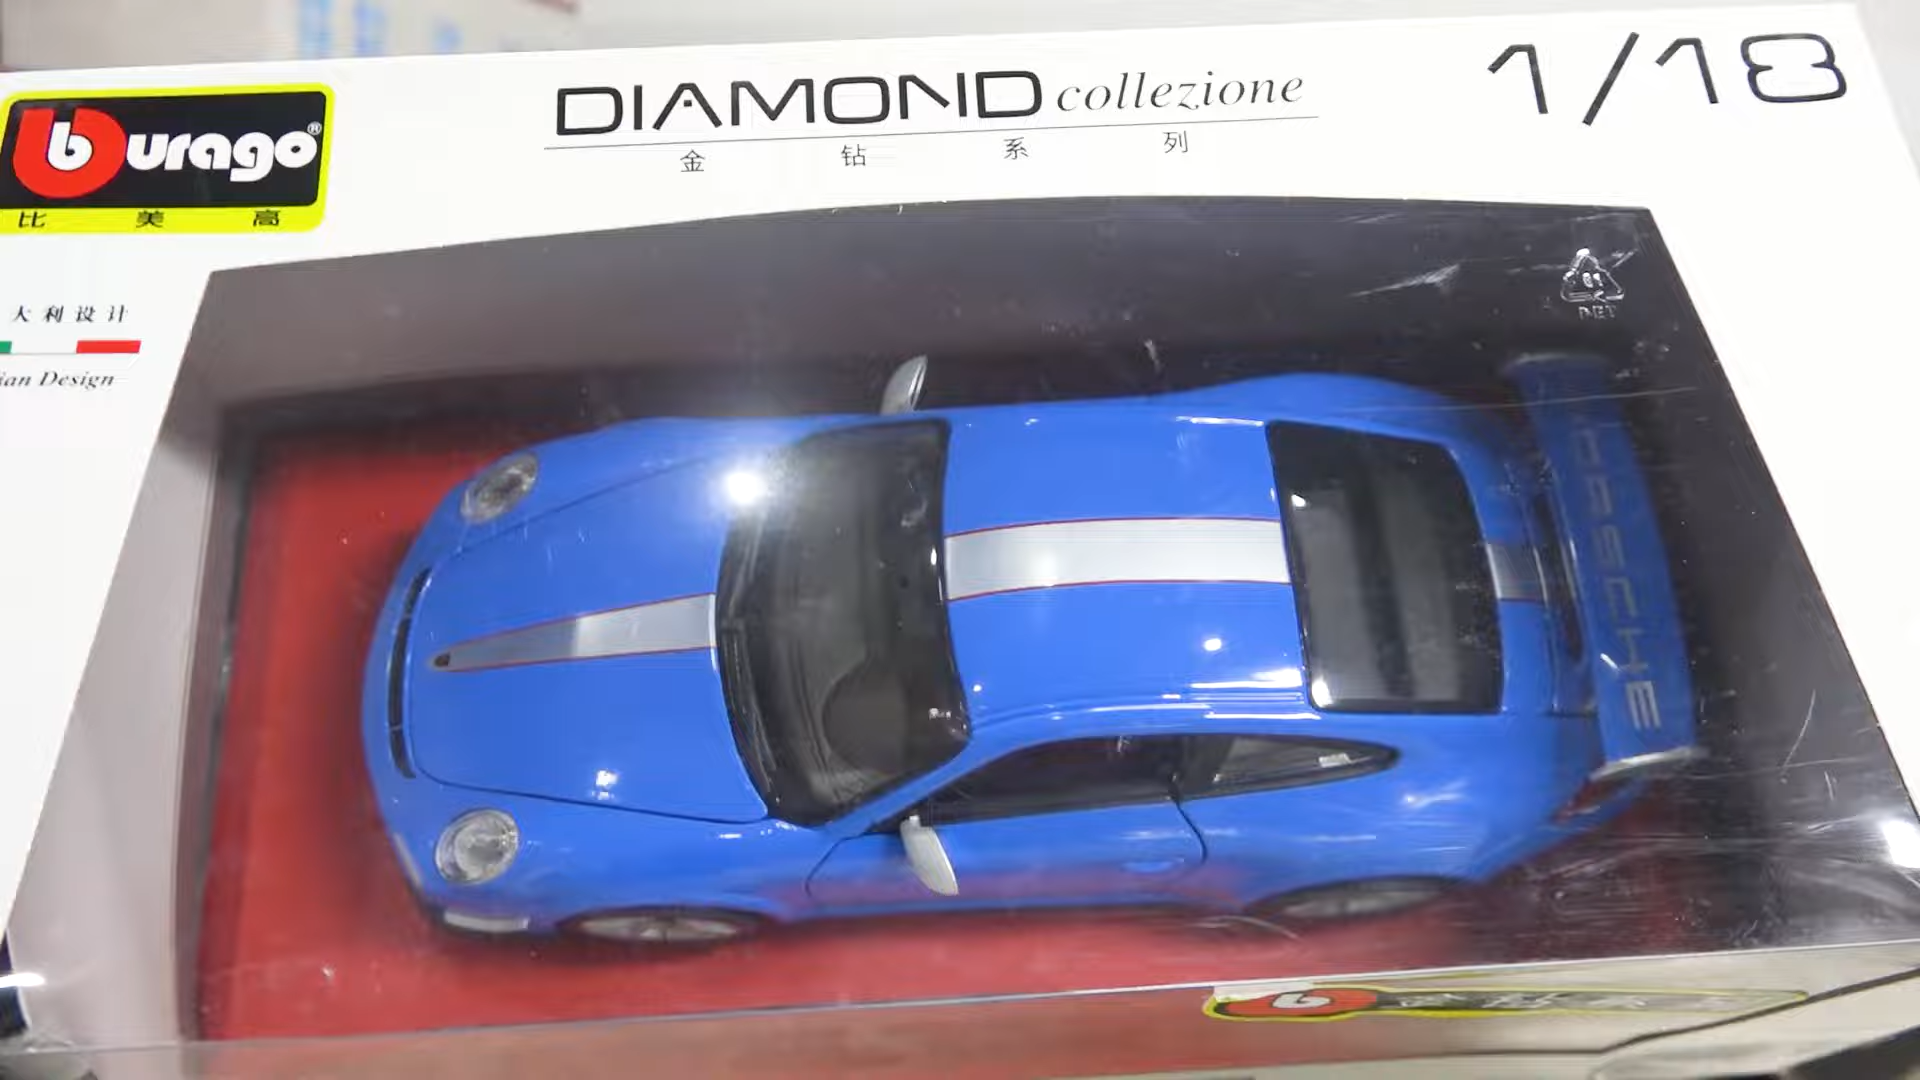 DIAMOND collezione
1/18
金钻系列
burago®
比美高
大利设计
ian Design
PET
PORSCHE